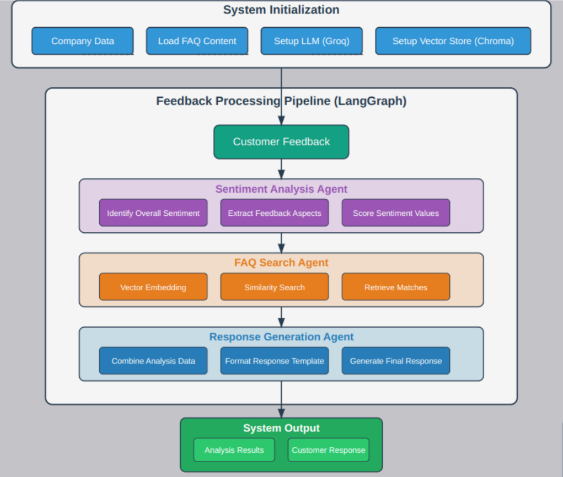 System Initialization
Company Data
Load FAQ Content
Setup LLM (Groq)
Setup Vector Store (Chroma)
Feedback Processing Pipeline (LangGraph)
Customer Feedback
Sentiment Analysis Agent
Identify Overall Sentiment
Extract Feedback Aspects
Score Sentiment Values
FAQ Search Agent
Vector Embedding
Similarity Search
Retrieve Matches
Response Generation Agent
Combine Analysis Data
Format Response Template
Generate Final Response
System Output
Analysis Results
Customer Response